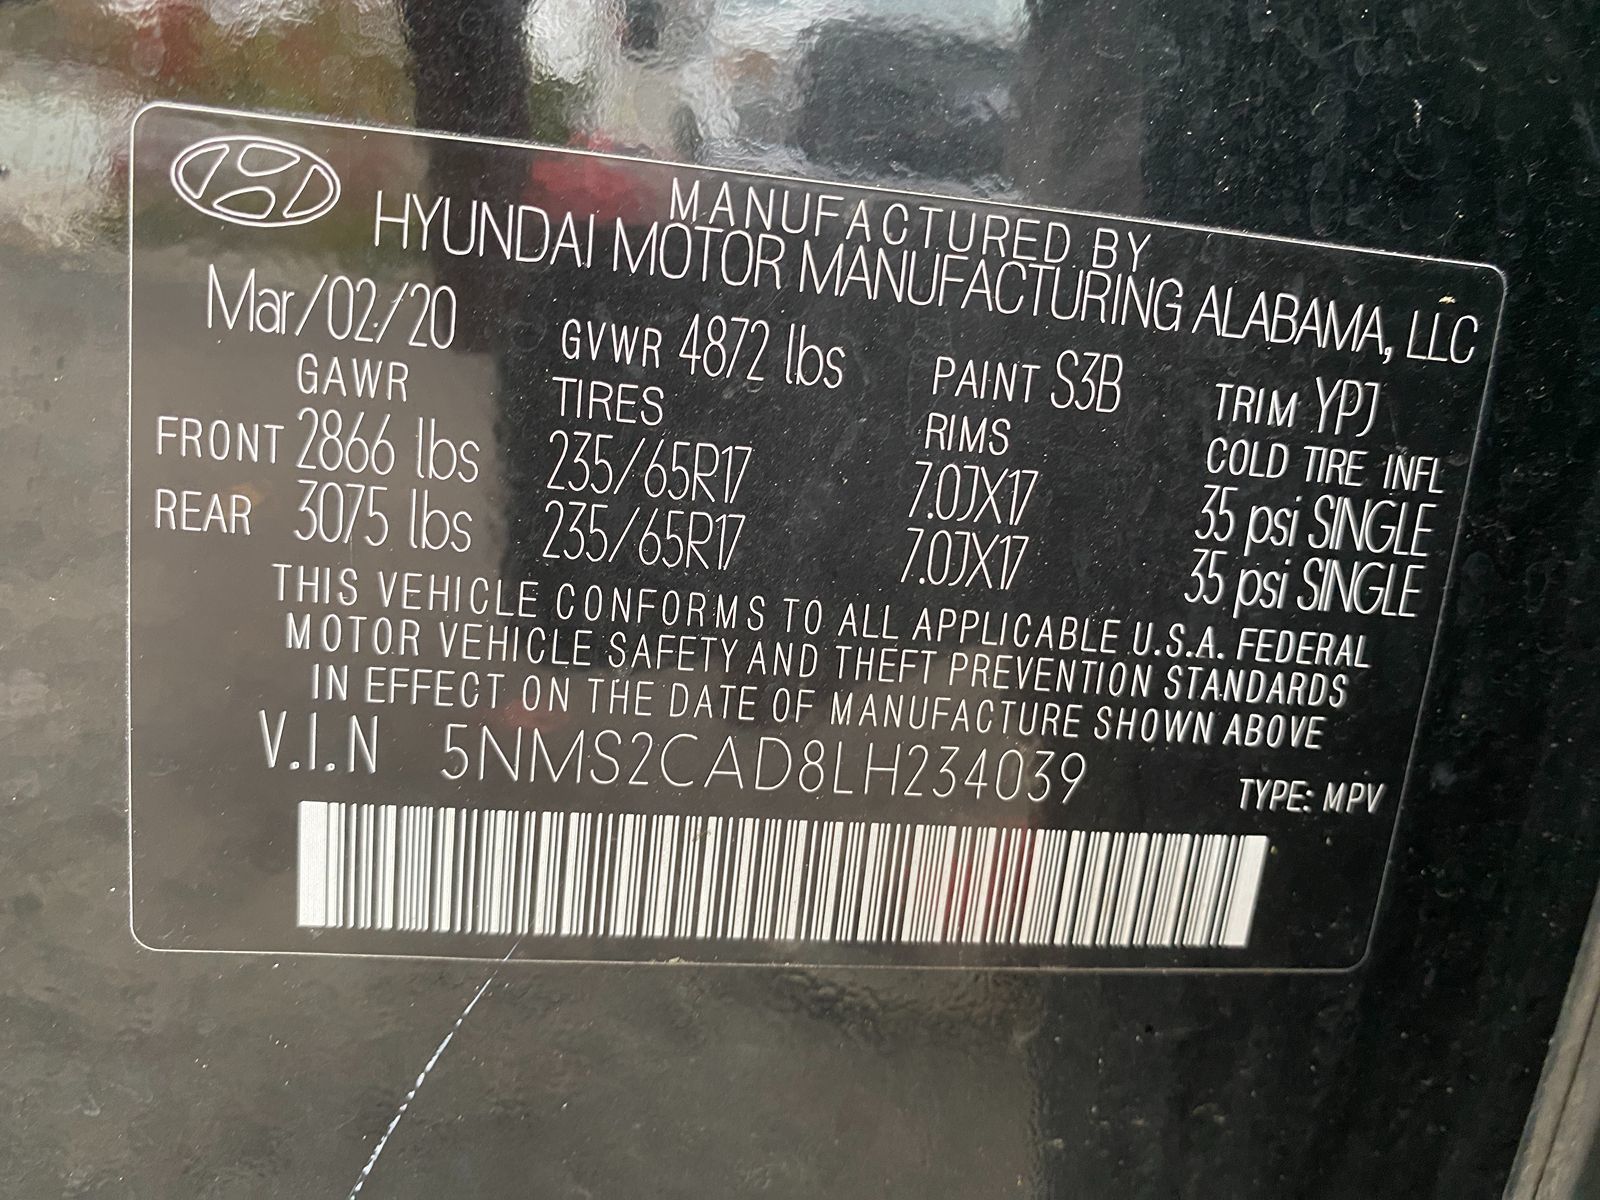 MANUFACTURED BY
HYUNDAI MOTOR MANUFACTURING ALABAMA, LLC
Mar/02/20 GVWR 4872 lbs PAINT S3B TRIM YPJ
GAWR TIRES RIMS COLD TIRE INFL
FRONT 2866 lbs 235/65R17 7.0JX17 35 psi SINGLE
REAR 3075 lbs 235/65R17 7.0JX17 35 psi SINGLE
THIS VEHICLE CONFORMS TO ALL APPLICABLE U.S.A. FEDERAL
MOTOR VEHICLE SAFETY AND THEFT PREVENTION STANDARDS
IN EFFECT ON THE DATE OF MANUFACTURE SHOWN ABOVE
V.I.N 5NMS2CAD8LH234039 TYPE: MPV